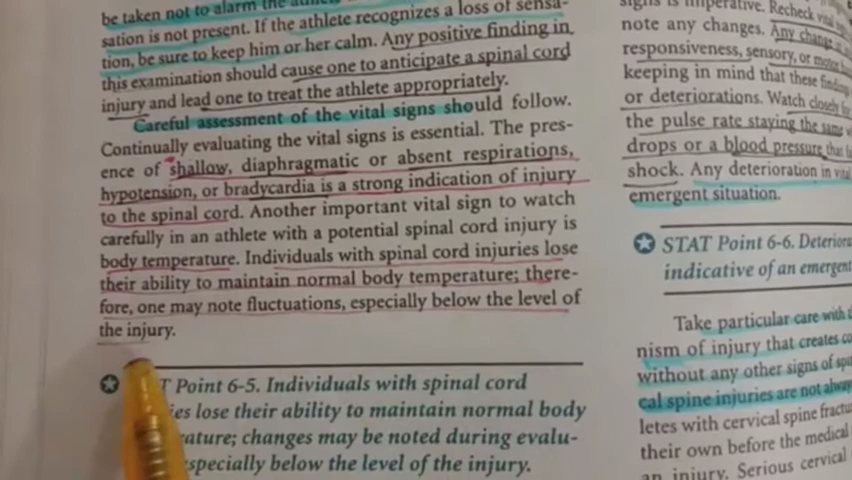 be taken not to alarm the
sation is not present. If the athlete recognizes a loss of sensa-
tion, be sure to keep him or her calm. Any positive finding in
this examination should cause one to anticipate a spinal cord
injury and lead one to treat the athlete appropriately.
Careful assessment of the vital signs should follow.
Continually evaluating the vital signs is essential. The pres-
ence of shallow, diaphragmatic or absent respirations,
hypotension, or bradycardia is a strong indication of injury
to the spinal cord. Another important vital sign to watch
carefully in an athlete with a potential spinal cord injury is
body temperature. Individuals with spinal cord injuries lose
their ability to maintain normal body temperature; there-
fore, one may note fluctuations, especially below the level of
the injury.
T Point 6-5. Individuals with spinal cord
ies lose their ability to maintain normal body
ature; changes may be noted during evalu-
specially below the level of the injury.
signs is imperative. Recheck vital
note any changes. Any change in
responsiveness, sensory, or motor
keeping in mind that these
or deteriorations. Watch closely
the pulse rate staying the same
drops or a blood pressure that
shock. Any deterioration in
emergent situation.
STAT Point 6-6.
indicative of an emergent
Take particular care with
nism of injury that creates
without any other signs of
cal spine injuries are not
letes with cervical spine
their own before the medical
an injury. Serious cervical